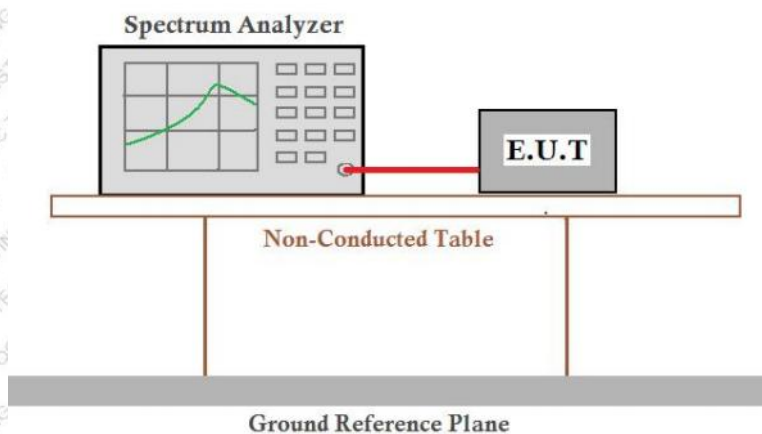 Spectrum Analyzer
E.U.T
Non-Conducted Table
Ground Reference Plane